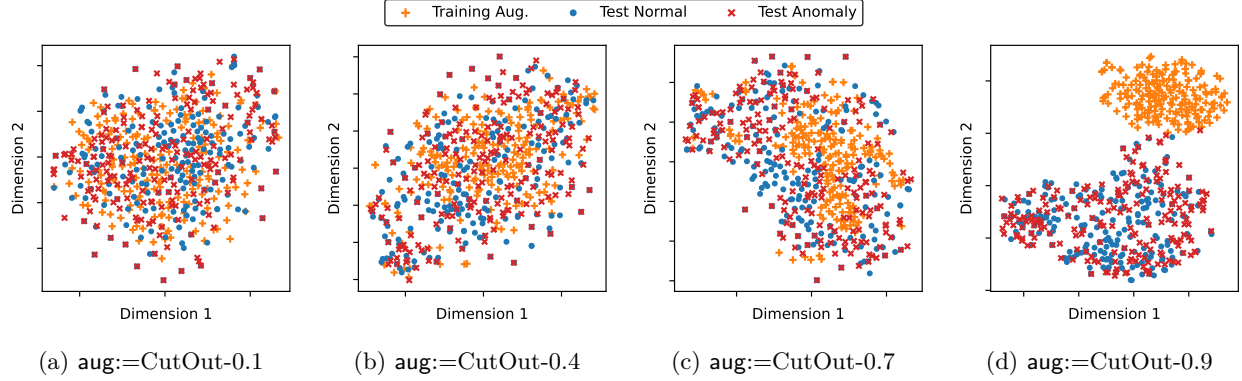 Training Aug. Test Normal Test Anomaly
Dimension 2 Dimension 2 Dimension 2 Dimension 2
Dimension 1 Dimension 1 Dimension 1 Dimension 1
(a) aug:=CutOut-0.1 (b) aug:=CutOut-0.4 (c) aug:=CutOut-0.7 (d) aug:=CutOut-0.9